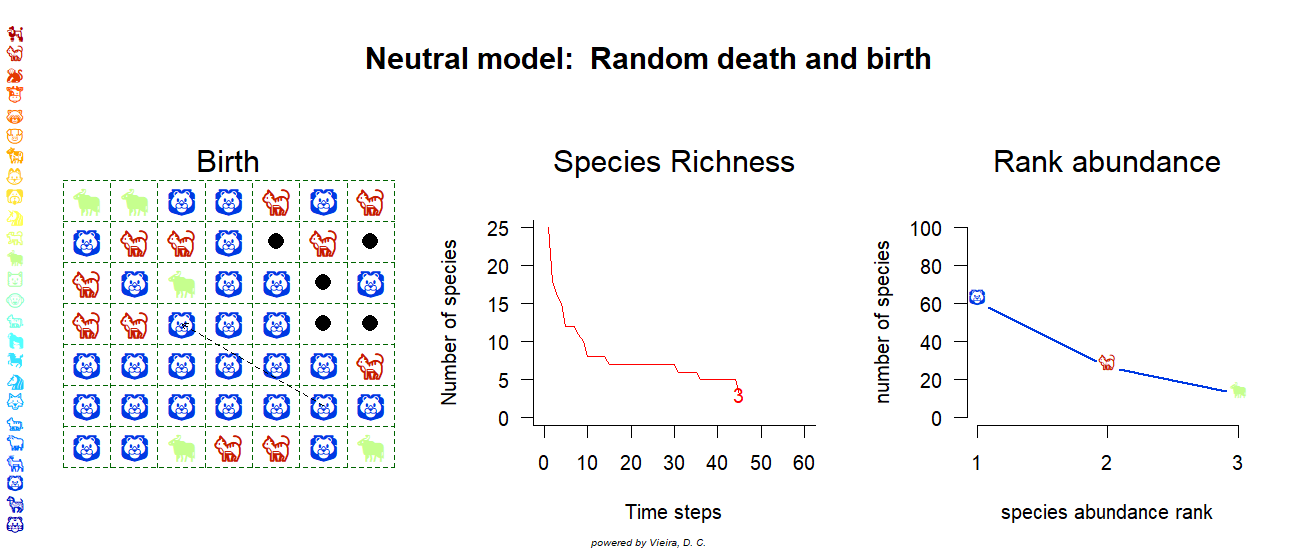 Neutral model:  Random death and birth
Birth
Species Richness
Number of species
25
20
15
10
5
0
3
0 10 20 30 40 50 60
Time steps
Rank abundance
number of species
100
80
60
40
20
0
1 2 3
species abundance rank
powered by Vieira, D. C.